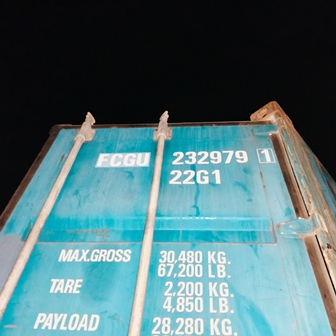 FCGU 232979 1
22G1
MAX.GROSS 30,480 KG.
67,200 LB.
TARE 2,200 KG.
4,850 LB.
PAYLOAD 28,280 KG.